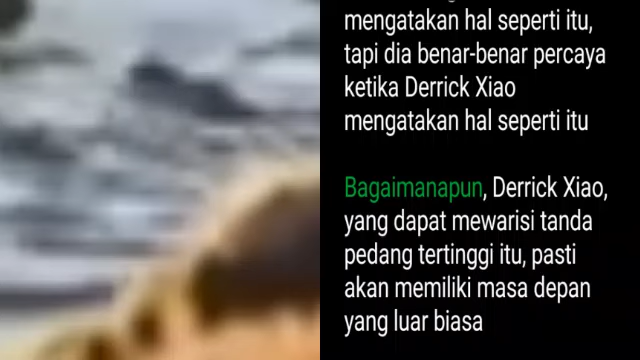 mengatakan hal seperti itu,
tapi dia benar-benar percaya
ketika Derrick Xiao
mengatakan hal seperti itu
Bagaimanapun, Derrick Xiao,
yang dapat mewarisi tanda
pedang tertinggi itu, pasti
akan memiliki masa depan
yang luar biasa